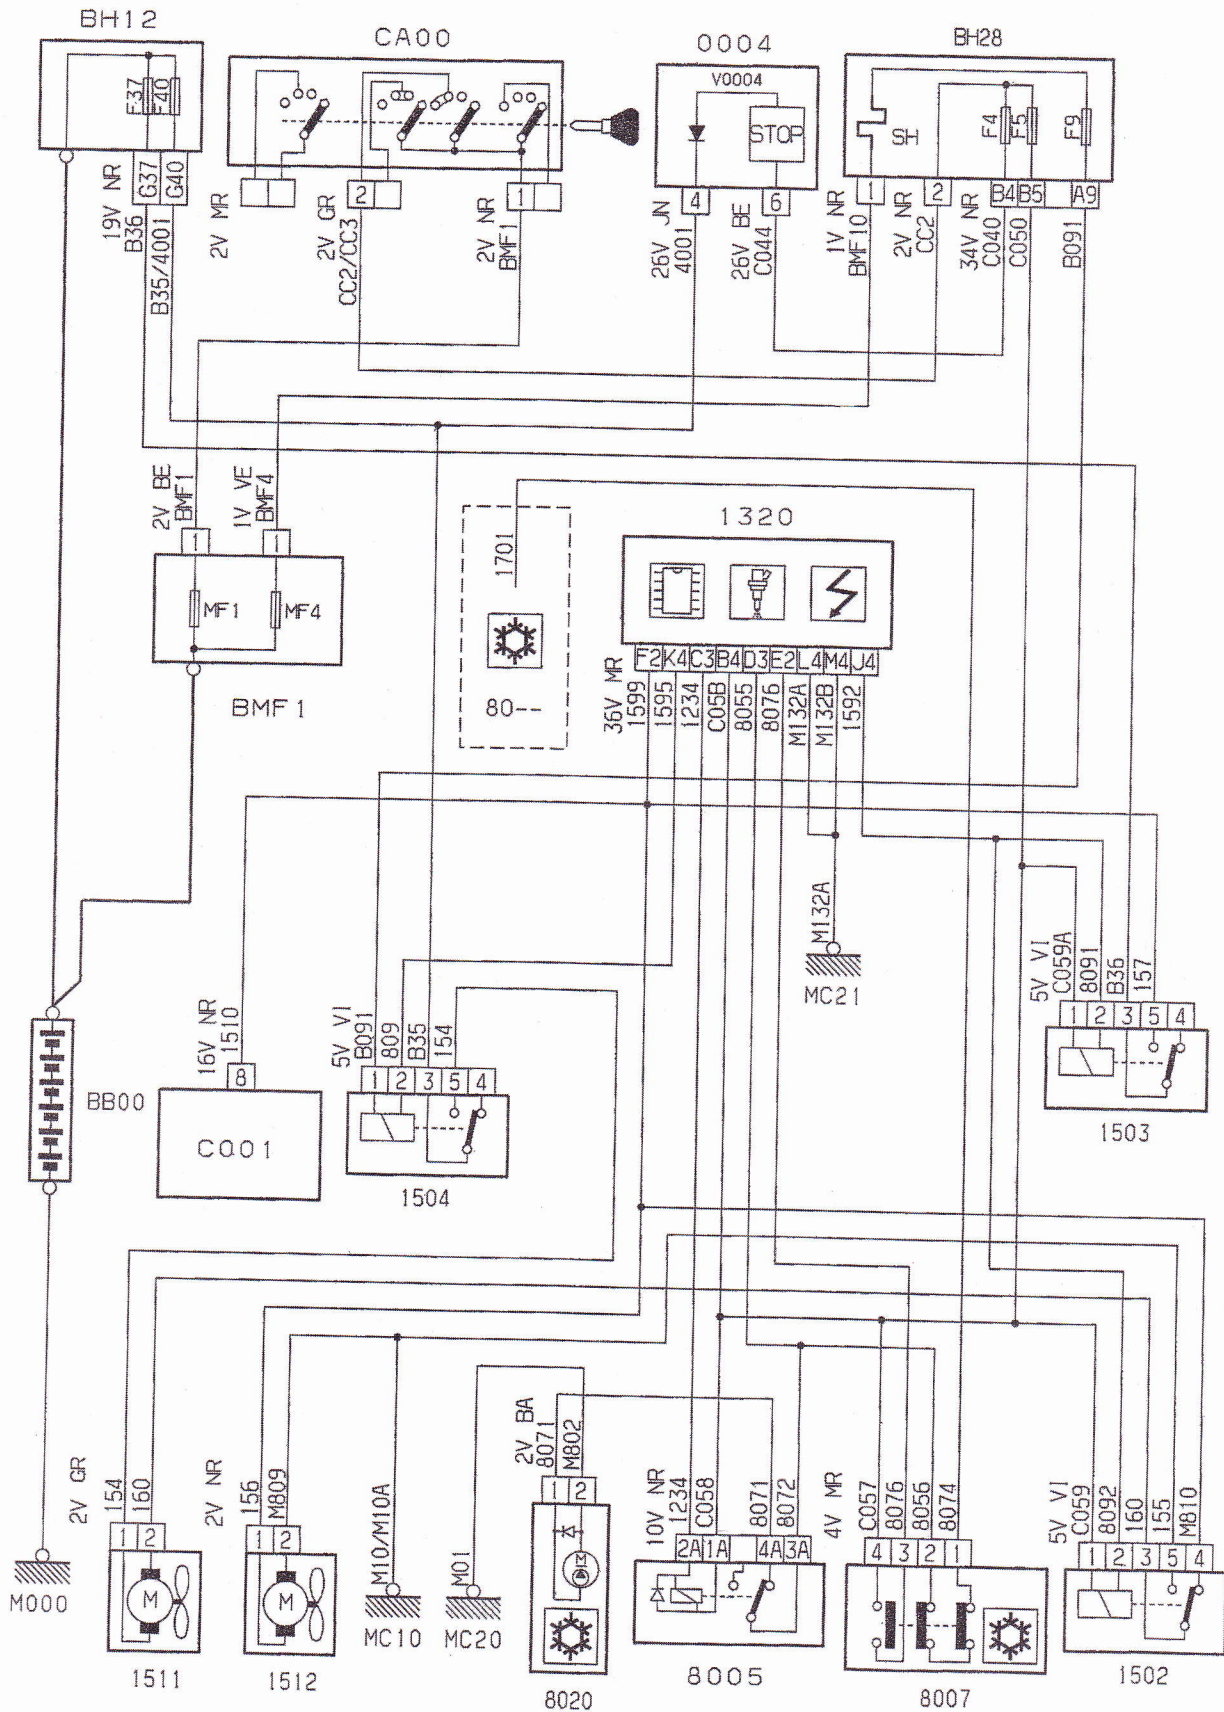 BH12
CA00
0004
BH28
V0004
F37 F40
STOP
SH
F4 F5 F9
G37 G40
2
1
4
6
1 2 B4 B5 A9
19V NR
B36
B35/4001
2V MR
2V GR
CC2/CC3
2V NR
BMF1
26V JN
4001
26V BE
C044
1V NR
BMF10
2V NR
CC2
34V NR
C040
C050
B091
2V BE
BMF1
1V VE
BMF4
1 1
MF1 MF4
BMF1
1701
80--
1320
F2 K4 C3 B4 D3 E2 L4 M4 J4
36V MR
1599
1595
1234
C05B
8055
8076
M132A
M132B
1592
M132A
MC21
5V VI
C059A
8091
B36
157
1 2 3 5 4
1503
16V NR
1510
8
C001
5V VI
B091
809
B35
154
1 2 3 5 4
1504
BB00
M000
2V GR
154
160
1 2
M
1511
2V NR
156
M809
1 2
M
1512
M10/M10A
MC10
M01
MC20
2V BA
8071
M802
1 2
M
8020
10V NR
1234
C058
8071
8072
2A 1A 4A 3A
8005
4V MR
C057
8076
8056
8074
4 3 2 1
8007
5V VI
C059
8092
160
155
M810
1 2 3 5 4
1502